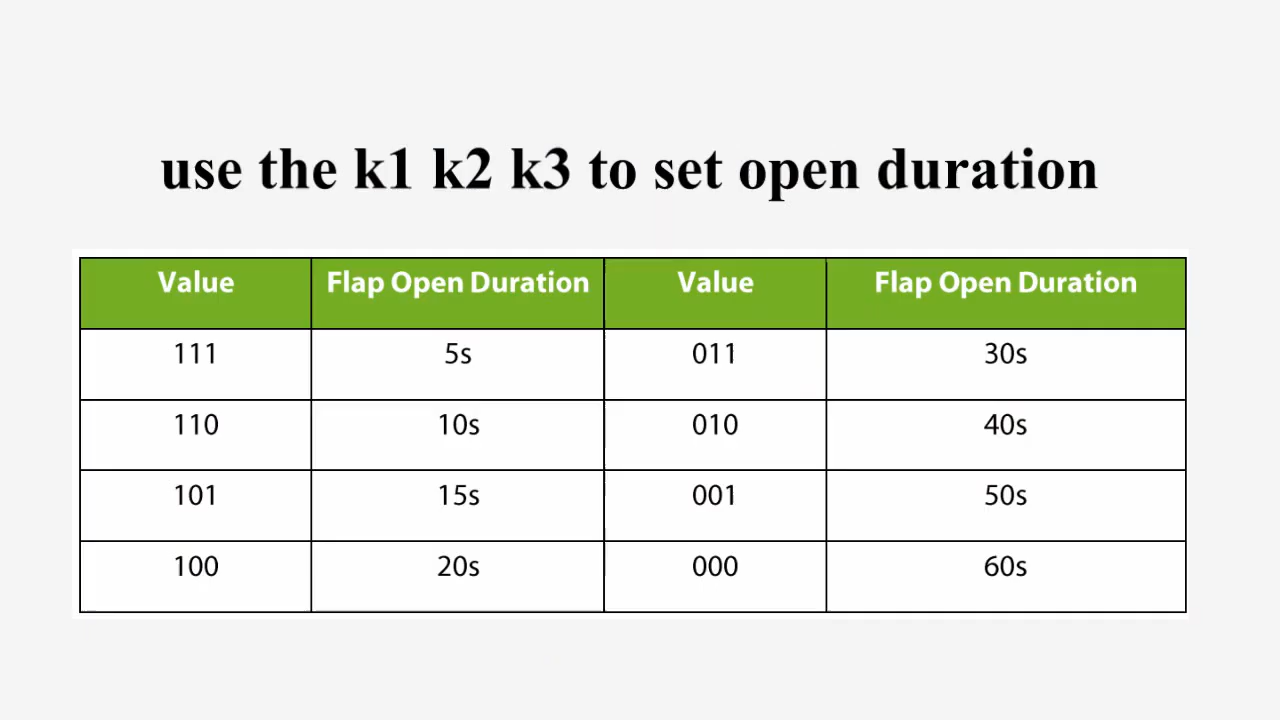 use the k1 k2 k3 to set open duration
Value Flap Open Duration Value Flap Open Duration
111 5s 011 30s
110 10s 010 40s
101 15s 001 50s
100 20s 000 60s